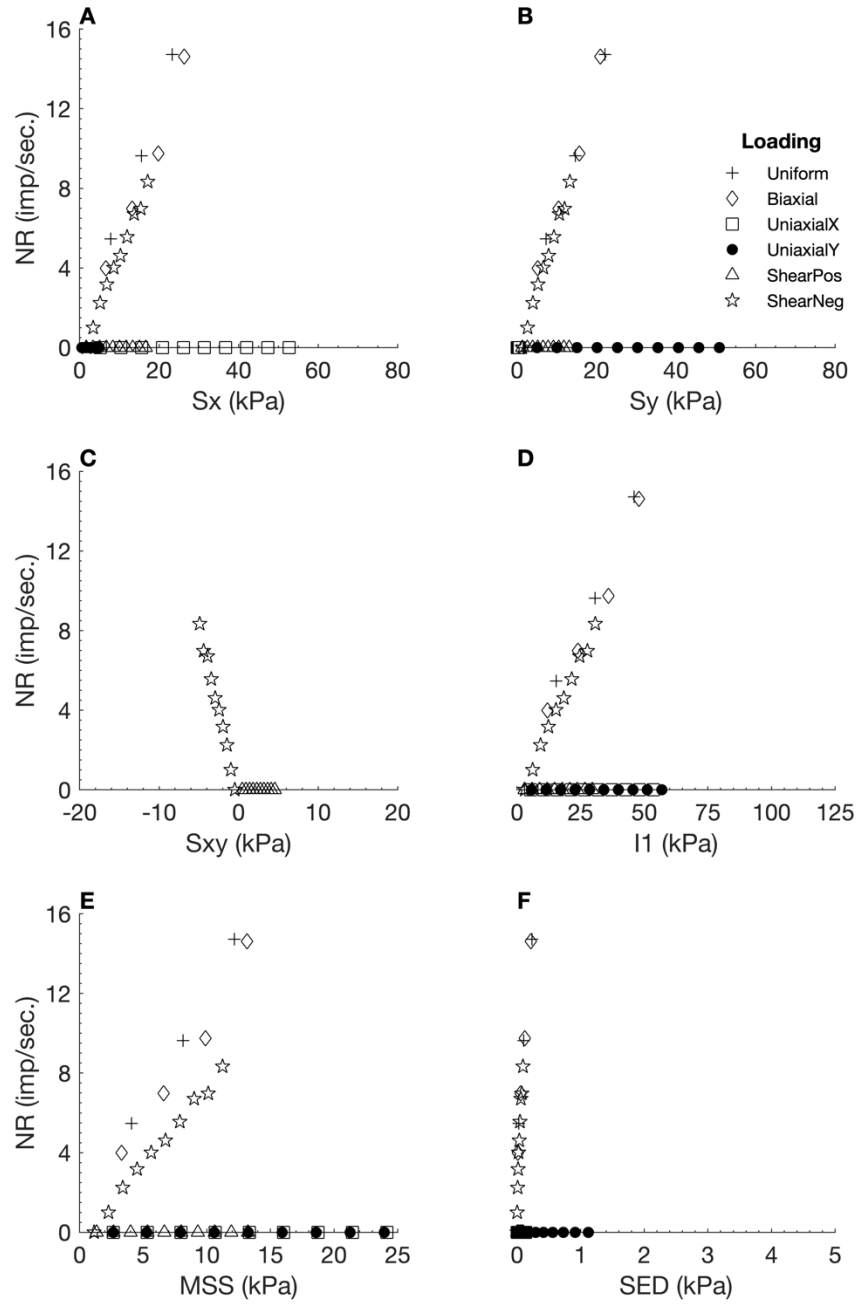 A
16
12
8
4
0
NR (imp/sec.)
0 20 40 60 80
Sx (kPa)
B
Loading
Uniform
Biaxial
UniaxialX
UniaxialY
ShearPos
ShearNeg
0 20 40 60 80
Sy (kPa)
C
16
12
8
4
0
NR (imp/sec.)
-20 -10 0 10 20
Sxy (kPa)
D
0 25 50 75 100 125
I1 (kPa)
E
16
12
8
4
0
NR (imp/sec.)
0 5 10 15 20 25
MSS (kPa)
F
0 1 2 3 4 5
SED (kPa)